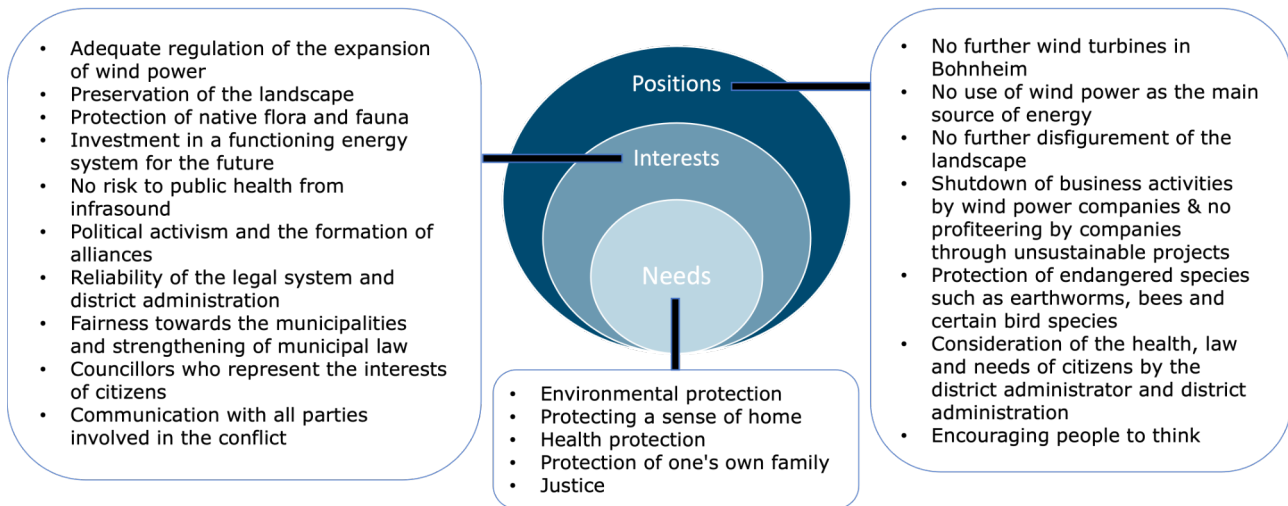 • Adequate regulation of the expansion
of wind power
• Preservation of the landscape
• Protection of native flora and fauna
• Investment in a functioning energy
system for the future
• No risk to public health from
infrasound
• Political activism and the formation of
alliances
• Reliability of the legal system and
district administration
• Fairness towards the municipalities
and strengthening of municipal law
• Councillors who represent the interests
of citizens
• Communication with all parties
involved in the conflict
Positions
Interests
Needs
• Environmental protection
• Protecting a sense of home
• Health protection
• Protection of one's own family
• Justice
• No further wind turbines in
Bohnheim
• No use of wind power as the main
source of energy
• No further disfigurement of the
landscape
• Shutdown of business activities
by wind power companies & no
profiteering by companies
through unsustainable projects
• Protection of endangered species
such as earthworms, bees and
certain bird species
• Consideration of the health, law
and needs of citizens by the
district administrator and district
administration
• Encouraging people to think